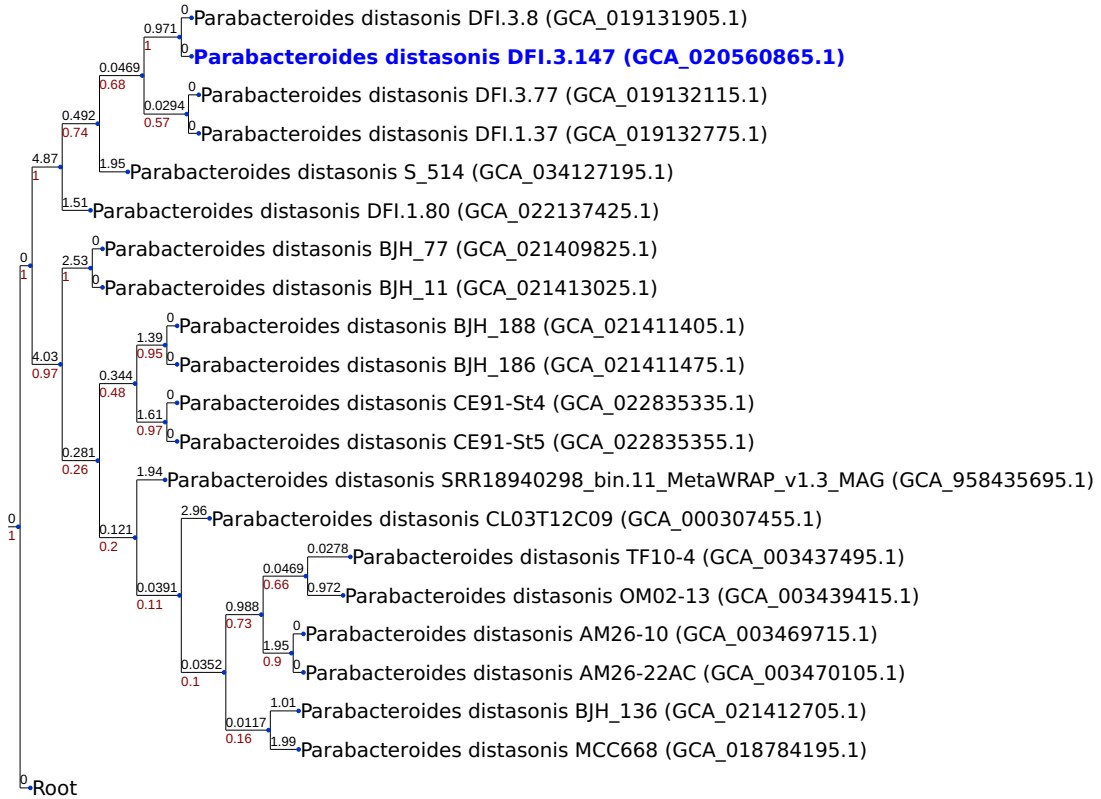 0.971 0 Parabacteroides distasonis DFI.3.8 (GCA_019131905.1)
1 0 Parabacteroides distasonis DFI.3.147 (GCA_020560865.1)
0.0469
0.68
0 Parabacteroides distasonis DFI.3.77 (GCA_019132115.1)
0.0294
0.57
0 Parabacteroides distasonis DFI.1.37 (GCA_019132775.1)
0.492
0.74
4.87
1
1.95 Parabacteroides distasonis S_514 (GCA_034127195.1)
1.51 Parabacteroides distasonis DFI.1.80 (GCA_022137425.1)
0
1
0 Parabacteroides distasonis BJH_77 (GCA_021409825.1)
2.53
1
0 Parabacteroides distasonis BJH_11 (GCA_021413025.1)
0 Parabacteroides distasonis BJH_188 (GCA_021411405.1)
1.39
0.95
0 Parabacteroides distasonis BJH_186 (GCA_021411475.1)
4.03
0.97
0.344
0.48
0 Parabacteroides distasonis CE91-St4 (GCA_022835335.1)
1.61
0.97
0 Parabacteroides distasonis CE91-St5 (GCA_022835355.1)
0.281
0.26
1.94 Parabacteroides distasonis SRR18940298_bin.11_MetaWRAP_v1.3_MAG (GCA_958435695.1)
2.96 Parabacteroides distasonis CL03T12C09 (GCA_000307455.1)
0
1
0.121
0.2
0.0278 Parabacteroides distasonis TF10-4 (GCA_003437495.1)
0.0469
0.66
0.972 Parabacteroides distasonis OM02-13 (GCA_003439415.1)
0.0391
0.11
0.988
0.73
0 Parabacteroides distasonis AM26-10 (GCA_003469715.1)
1.95
0.9
0 Parabacteroides distasonis AM26-22AC (GCA_003470105.1)
0.0352
0.1
1.01 Parabacteroides distasonis BJH_136 (GCA_021412705.1)
0.0117
0.16
1.99 Parabacteroides distasonis MCC668 (GCA_018784195.1)
0 Root